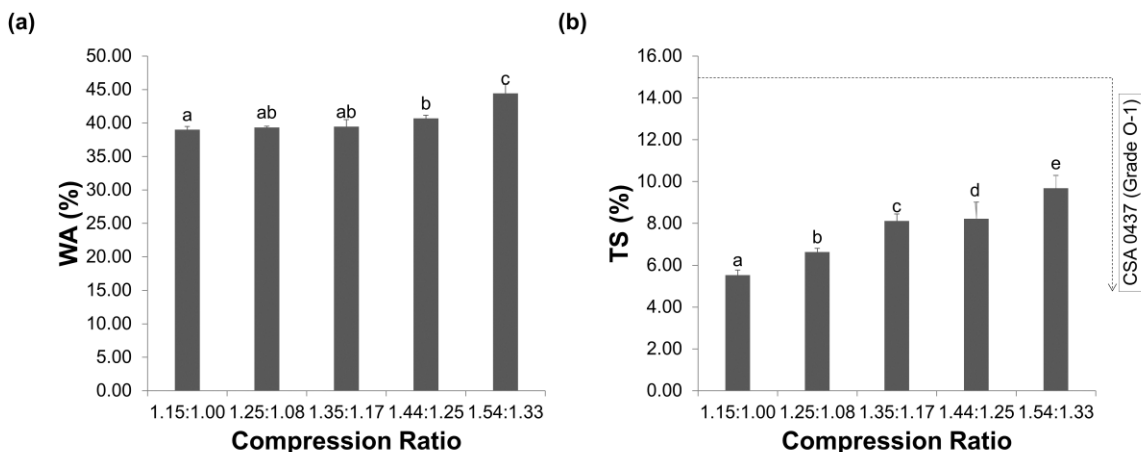 (a)
50.00
45.00
40.00
35.00
30.00
25.00
20.00
15.00
10.00
5.00
0.00
WA (%)
a
ab
ab
b
c
1.15:1.00 1.25:1.08 1.35:1.17 1.44:1.25 1.54:1.33
Compression Ratio
(b)
16.00
14.00
12.00
10.00
8.00
6.00
4.00
2.00
0.00
TS (%)
a
b
c
d
e
1.15:1.00 1.25:1.08 1.35:1.17 1.44:1.25 1.54:1.33
Compression Ratio
CSA 0437 (Grade O-1)